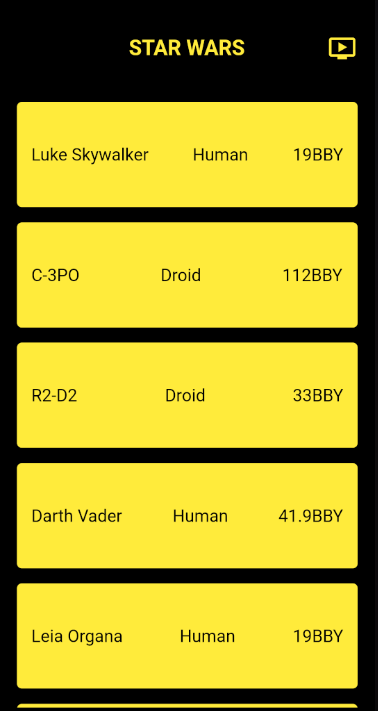 STAR WARS
Luke Skywalker Human 19BBY
C-3PO Droid 112BBY
R2-D2 Droid 33BBY
Darth Vader Human 41.9BBY
Leia Organa Human 19BBY